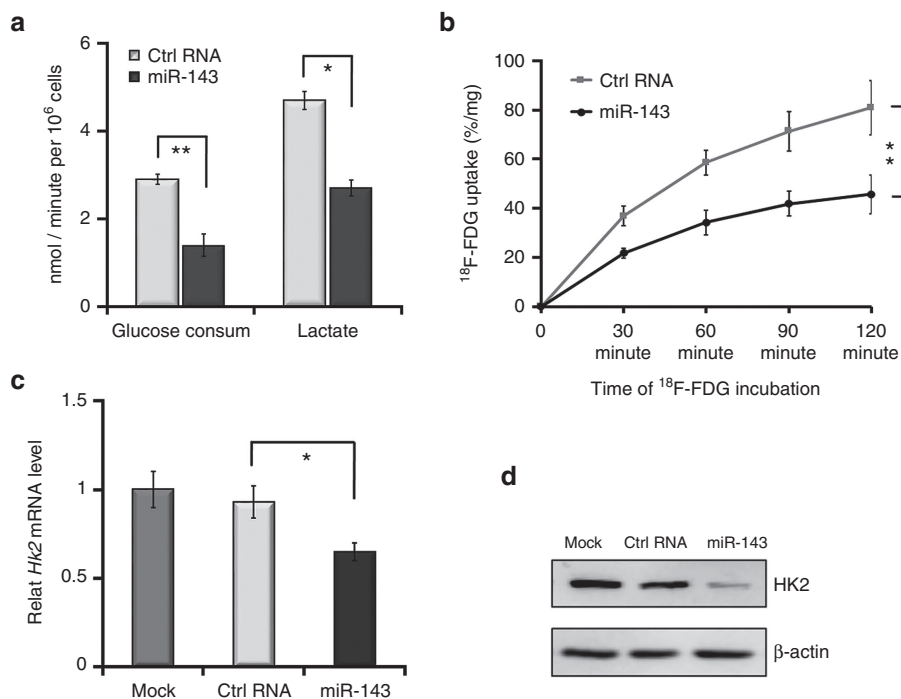 a
nmol / minute per 10⁶ cells
6
4
2
0
Ctrl RNA
miR-143
**
*
Glucose consum
Lactate
b
¹⁸F-FDG uptake (%/mg)
100
80
60
40
20
0
Ctrl RNA
miR-143
**
0
30 minute
60 minute
90 minute
120 minute
Time of ¹⁸F-FDG incubation
c
Relat Hk2 mRNA level
1.5
1
0.5
0
*
Mock
Ctrl RNA
miR-143
d
Mock Ctrl RNA miR-143
HK2
β-actin